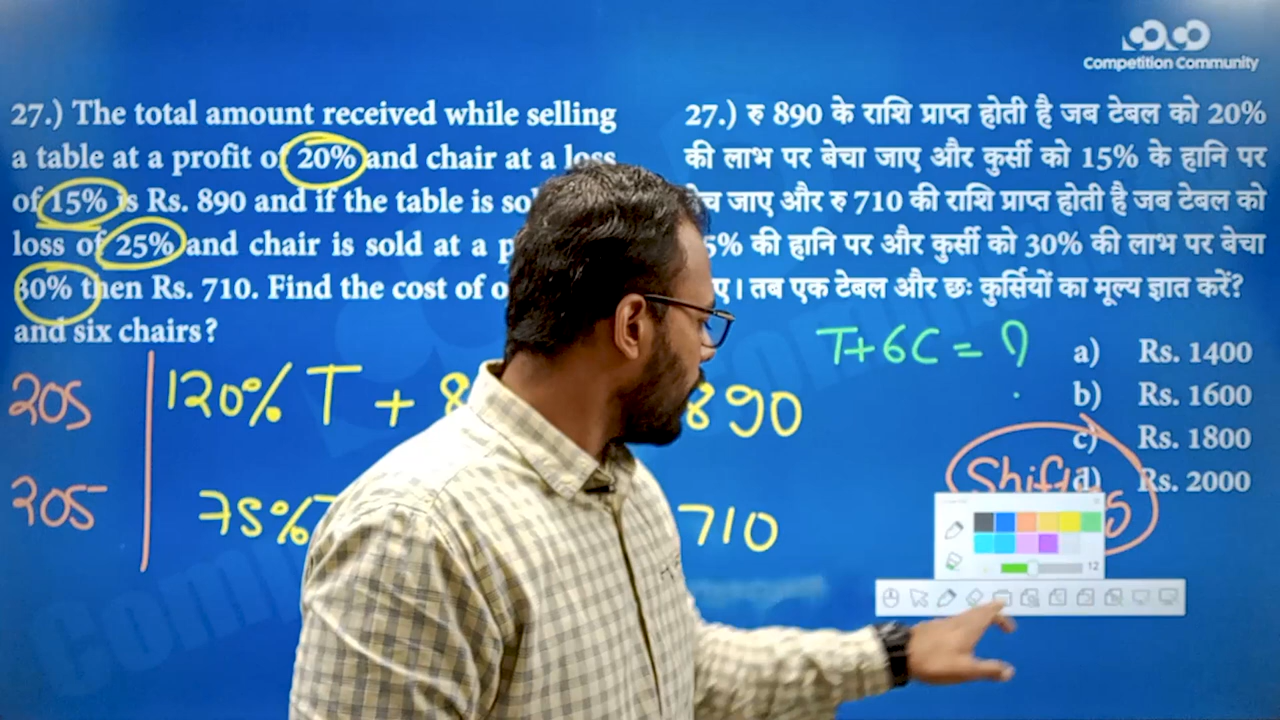 Competition Community
27.) The total amount received while selling
a table at a profit of 20% and chair at a loss
of 15% is Rs. 890 and if the table is
loss of 25% and chair is sold at a
30% then Rs. 710. Find the cost of
and six chairs?
27.) रु 890 के राशि प्राप्त होती है जब टेबल को 20%
की लाभ पर बेचा जाए और कुर्सी को 15% के हानि पर
जाए और रु 710 की राशि प्राप्त होती है जब टेबल को
की हानि पर और कुर्सी को 30% की लाभ पर बेचा
। तब एक टेबल और छः कुर्सियों का मूल्य ज्ञात करें?
T+6C = ?
a) Rs. 1400
b) Rs. 1600
c) Rs. 1800
d) Rs. 2000
205 120% T + 8 890
205 75% 710
12